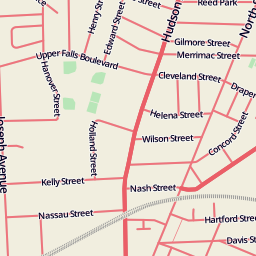 Reed Park
Henry Street
Edward Street
Hudson
North
Gilmore Street
Merrimac Street
Upper Falls Boulevard
Cleveland Street
Hanover Street
Draper
Helena Street
Holland Street
Wilson Street
Concord Street
Joseph Avenue
Kelly Street
Nash Street
Nassau Street
Hartford Street
Davis St